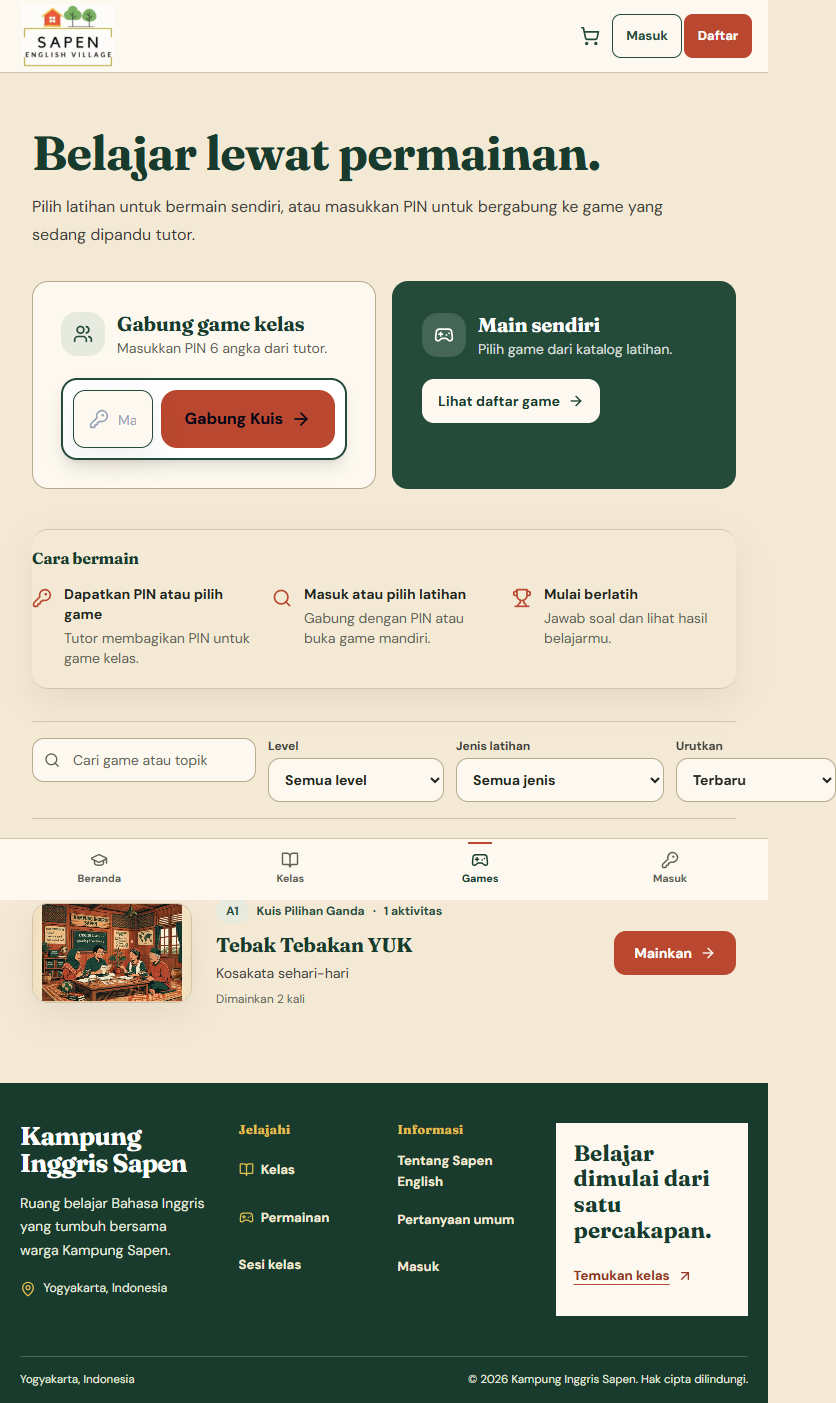 SAPEN
ENGLISH VILLAGE
Masuk
Daftar
Belajar lewat permainan.
Pilih latihan untuk bermain sendiri, atau masukkan PIN untuk bergabung ke game yang
sedang dipandu tutor.
Gabung game kelas
Masukkan PIN 6 angka dari tutor.
Ma
Gabung Kuis
Main sendiri
Pilih game dari katalog latihan.
Lihat daftar game
Cara bermain
Dapatkan PIN atau pilih
game
Tutor membagikan PIN untuk
game kelas.
Masuk atau pilih latihan
Gabung dengan PIN atau
buka game mandiri.
Mulai berlatih
Jawab soal dan lihat hasil
belajarmu.
Cari game atau topik
Level
Semua level
Jenis latihan
Semua jenis
Urutkan
Terbaru
Beranda
Kelas
Games
Masuk
A1 Kuis Pilihan Ganda · 1 aktivitas
Tebak Tebakan YUK
Kosakata sehari-hari
Dimainkan 2 kali
Mainkan
Kampung
Inggris Sapen
Ruang belajar Bahasa Inggris
yang tumbuh bersama
warga Kampung Sapen.
Yogyakarta, Indonesia
Jelajahi
Kelas
Permainan
Sesi kelas
Informasi
Tentang Sapen
English
Pertanyaan umum
Masuk
Belajar
dimulai dari
satu
percakapan.
Temukan kelas
Yogyakarta, Indonesia
© 2026 Kampung Inggris Sapen. Hak cipta dilindungi.